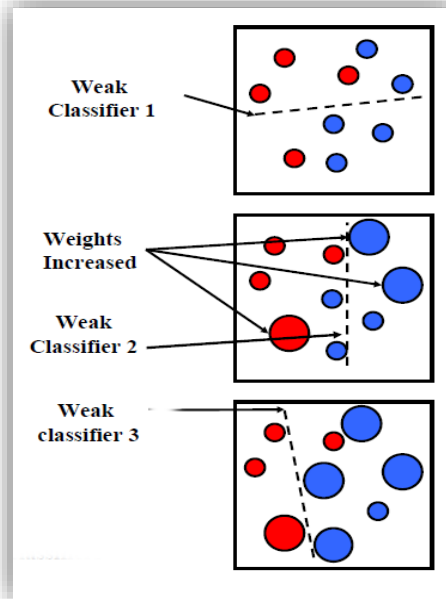 Weak
Classifier 1
Weights
Increased
Weak
Classifier 2
Weak
classifier 3